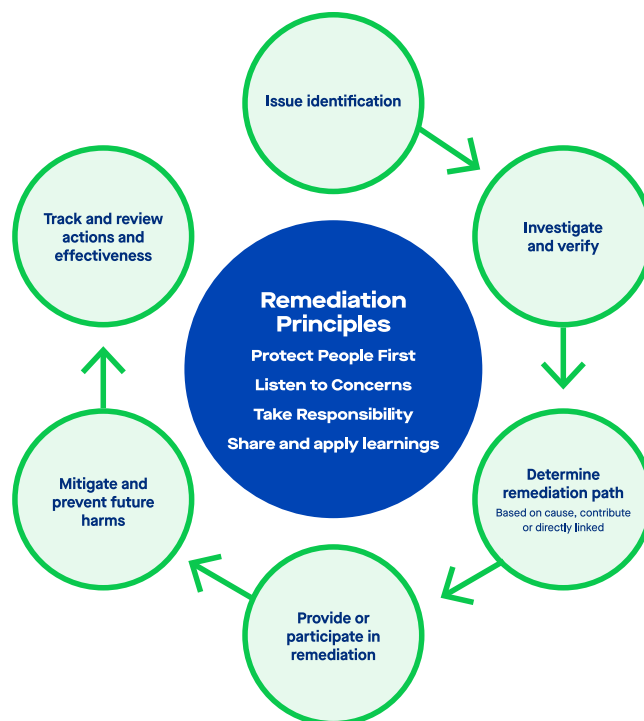 Issue identification
Investigate
and verify
Determine
remediation path
Based on cause, contribute
or directly linked
Provide or
participate in
remediation
Mitigate and
prevent future
harms
Track and review
actions and
effectiveness
Remediation
Principles
Protect People First
Listen to Concerns
Take Responsibility
Share and apply learnings